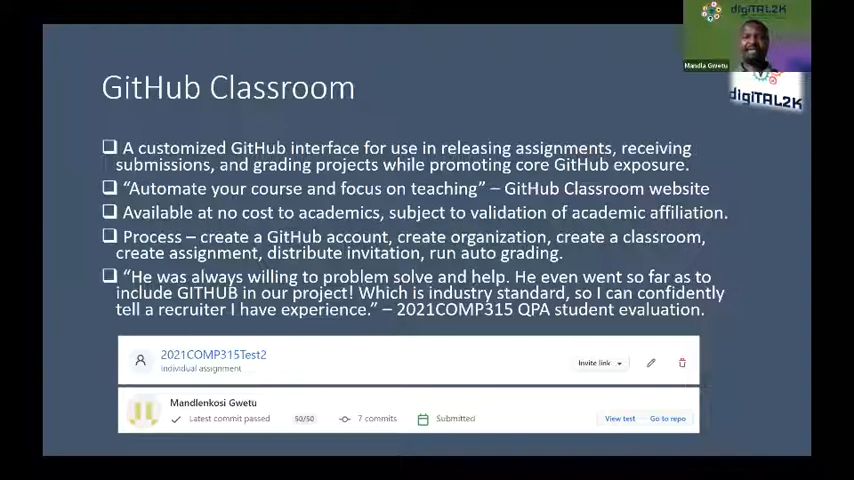 digiTAL2K
Mandla Gwetu
digiTAL2K
GitHub Classroom
A customized GitHub interface for use in releasing assignments, receiving
submissions, and grading projects while promoting core GitHub exposure.
“Automate your course and focus on teaching” – GitHub Classroom website
Available at no cost to academics, subject to validation of academic affiliation.
Process – create a GitHub account, create organization, create a classroom,
create assignment, distribute invitation, run auto grading.
“He was always willing to problem solve and help. He even went so far as to
include GITHUB in our project! Which is industry standard, so I can confidently
tell a recruiter I have experience.” – 2021COMP315 QPA student evaluation.
2021COMP315Test2
Individual assignment
Invite link
Mandlenkosi Gwetu
Latest commit passed 50/50 7 commits Submitted View test Go to repo